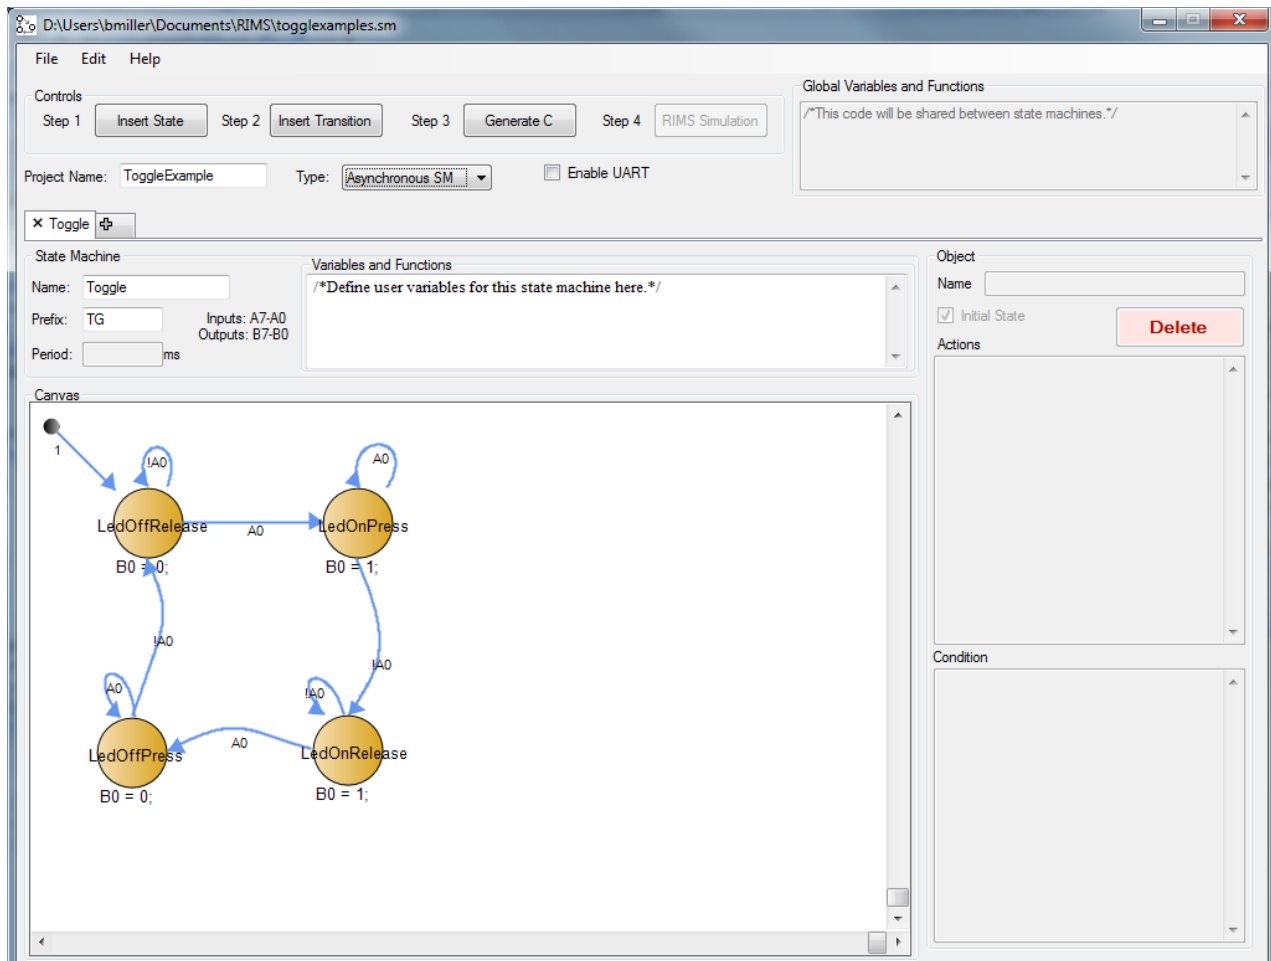 D:\Users\bmiller\Documents\RIMS\togglexamples.sm
File Edit Help
Controls
Step 1 Insert State Step 2 Insert Transition Step 3 Generate C Step 4 RIMS Simulation
Global Variables and Functions
/*This code will be shared between state machines.*/
Project Name: ToggleExample Type: Asynchronous SM Enable UART
Toggle
State Machine
Name: Toggle
Prefix: TG
Inputs: A7-A0
Outputs: B7-B0
Period: ms
Variables and Functions
/*Define user variables for this state machine here.*/
Object
Name
Initial State
Delete
Actions
Condition
Canvas
1
!A0
A0
LedOffRelease
A0
LedOnPress
B0 = 0;
B0 = 1;
!A0
!A0
A0
!A0
LedOffPress
A0
LedOnRelease
B0 = 0;
B0 = 1;